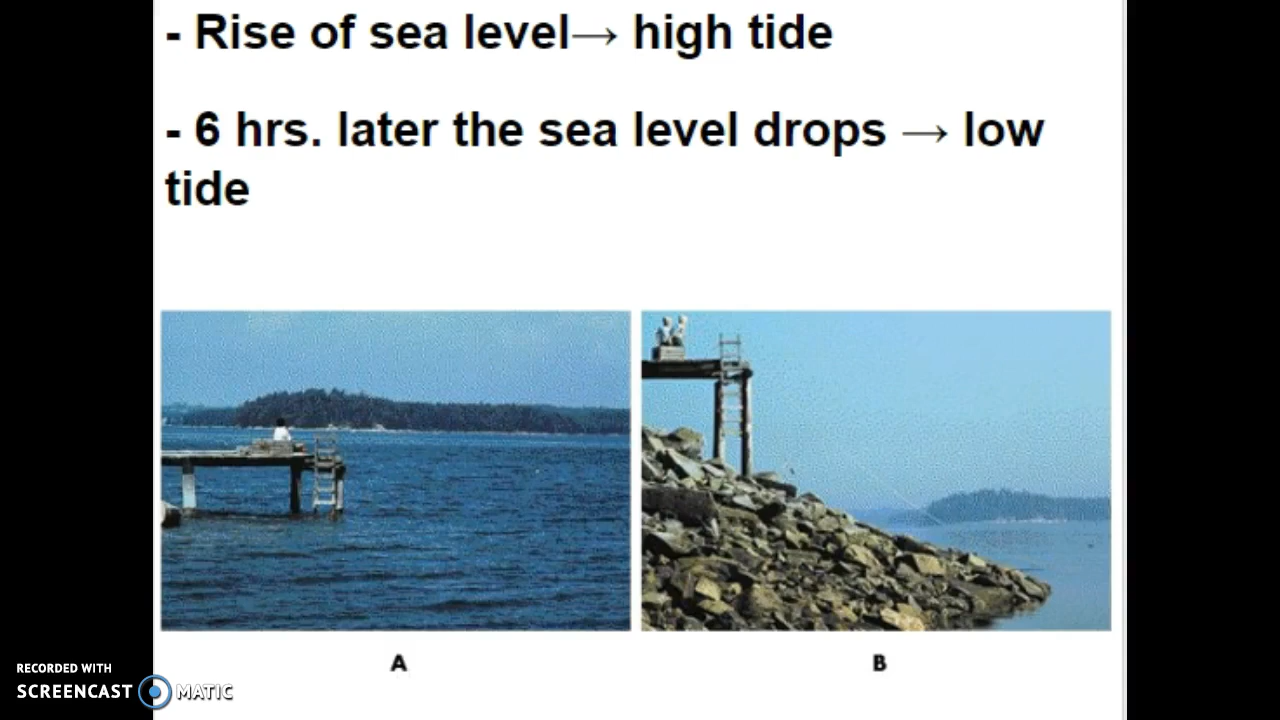 - Rise of sea level→ high tide
- 6 hrs. later the sea level drops → low
tide
A
B
RECORDED WITH
SCREENCAST MATIC